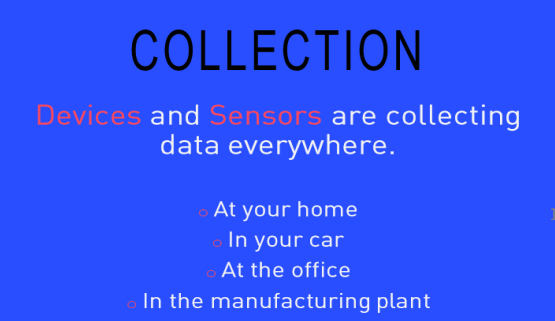 COLLECTION
Devices and Sensors are collecting
data everywhere.
At your home
In your car
At the office
In the manufacturing plant